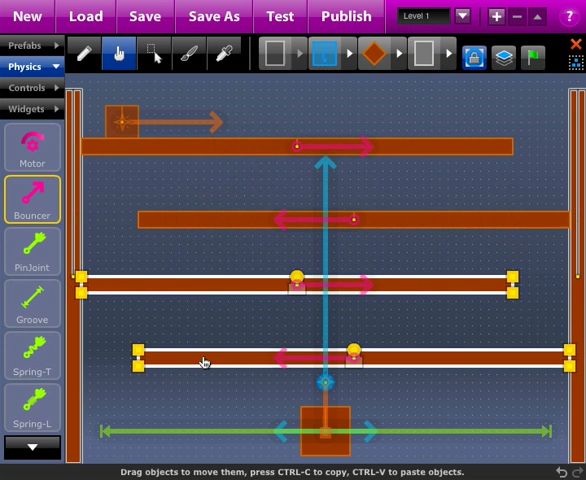 New Load Save Save As Test Publish Level 1 ?
Prefabs
Physics
Controls
Widgets
Motor
Bouncer
PinJoint
Groove
Spring-T
Spring-L
Drag objects to move them, press CTRL-C to copy, CTRL-V to paste objects.